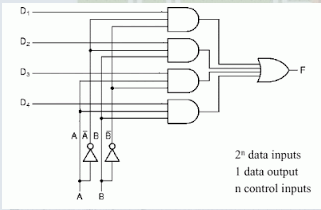 D₁
D₂
D₃
D₄
F
A A̅ B B̅
A B
2ⁿ data inputs
1 data output
n control inputs